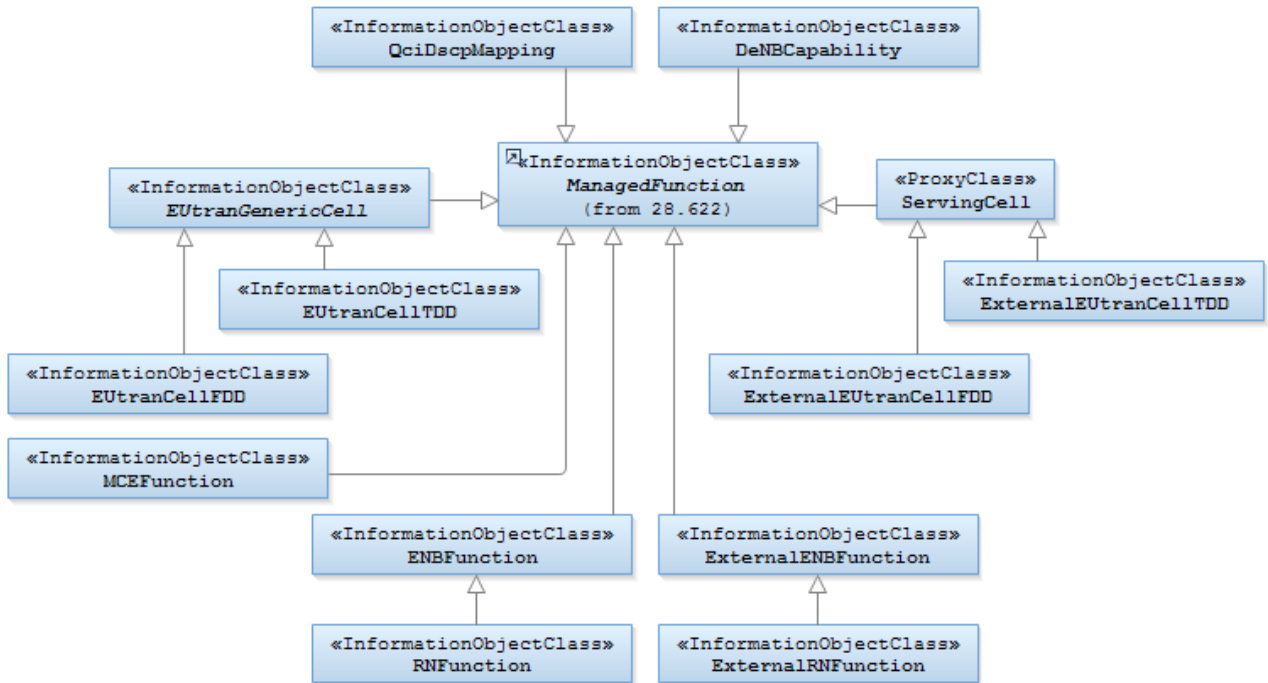 «InformationObjectClass»
QciDscpMapping
«InformationObjectClass»
DeNBCapability
«InformationObjectClass»
ManagedFunction
(from 28.622)
«InformationObjectClass»
EUtranGenericCell
«ProxyClass»
ServingCell
«InformationObjectClass»
EUtranCellTDD
«InformationObjectClass»
ExternalEUtranCellTDD
«InformationObjectClass»
EUtranCellFDD
«InformationObjectClass»
ExternalEUtranCellFDD
«InformationObjectClass»
MCEFunction
«InformationObjectClass»
ENBFunction
«InformationObjectClass»
ExternalENBFunction
«InformationObjectClass»
RNFunction
«InformationObjectClass»
ExternalRNFunction